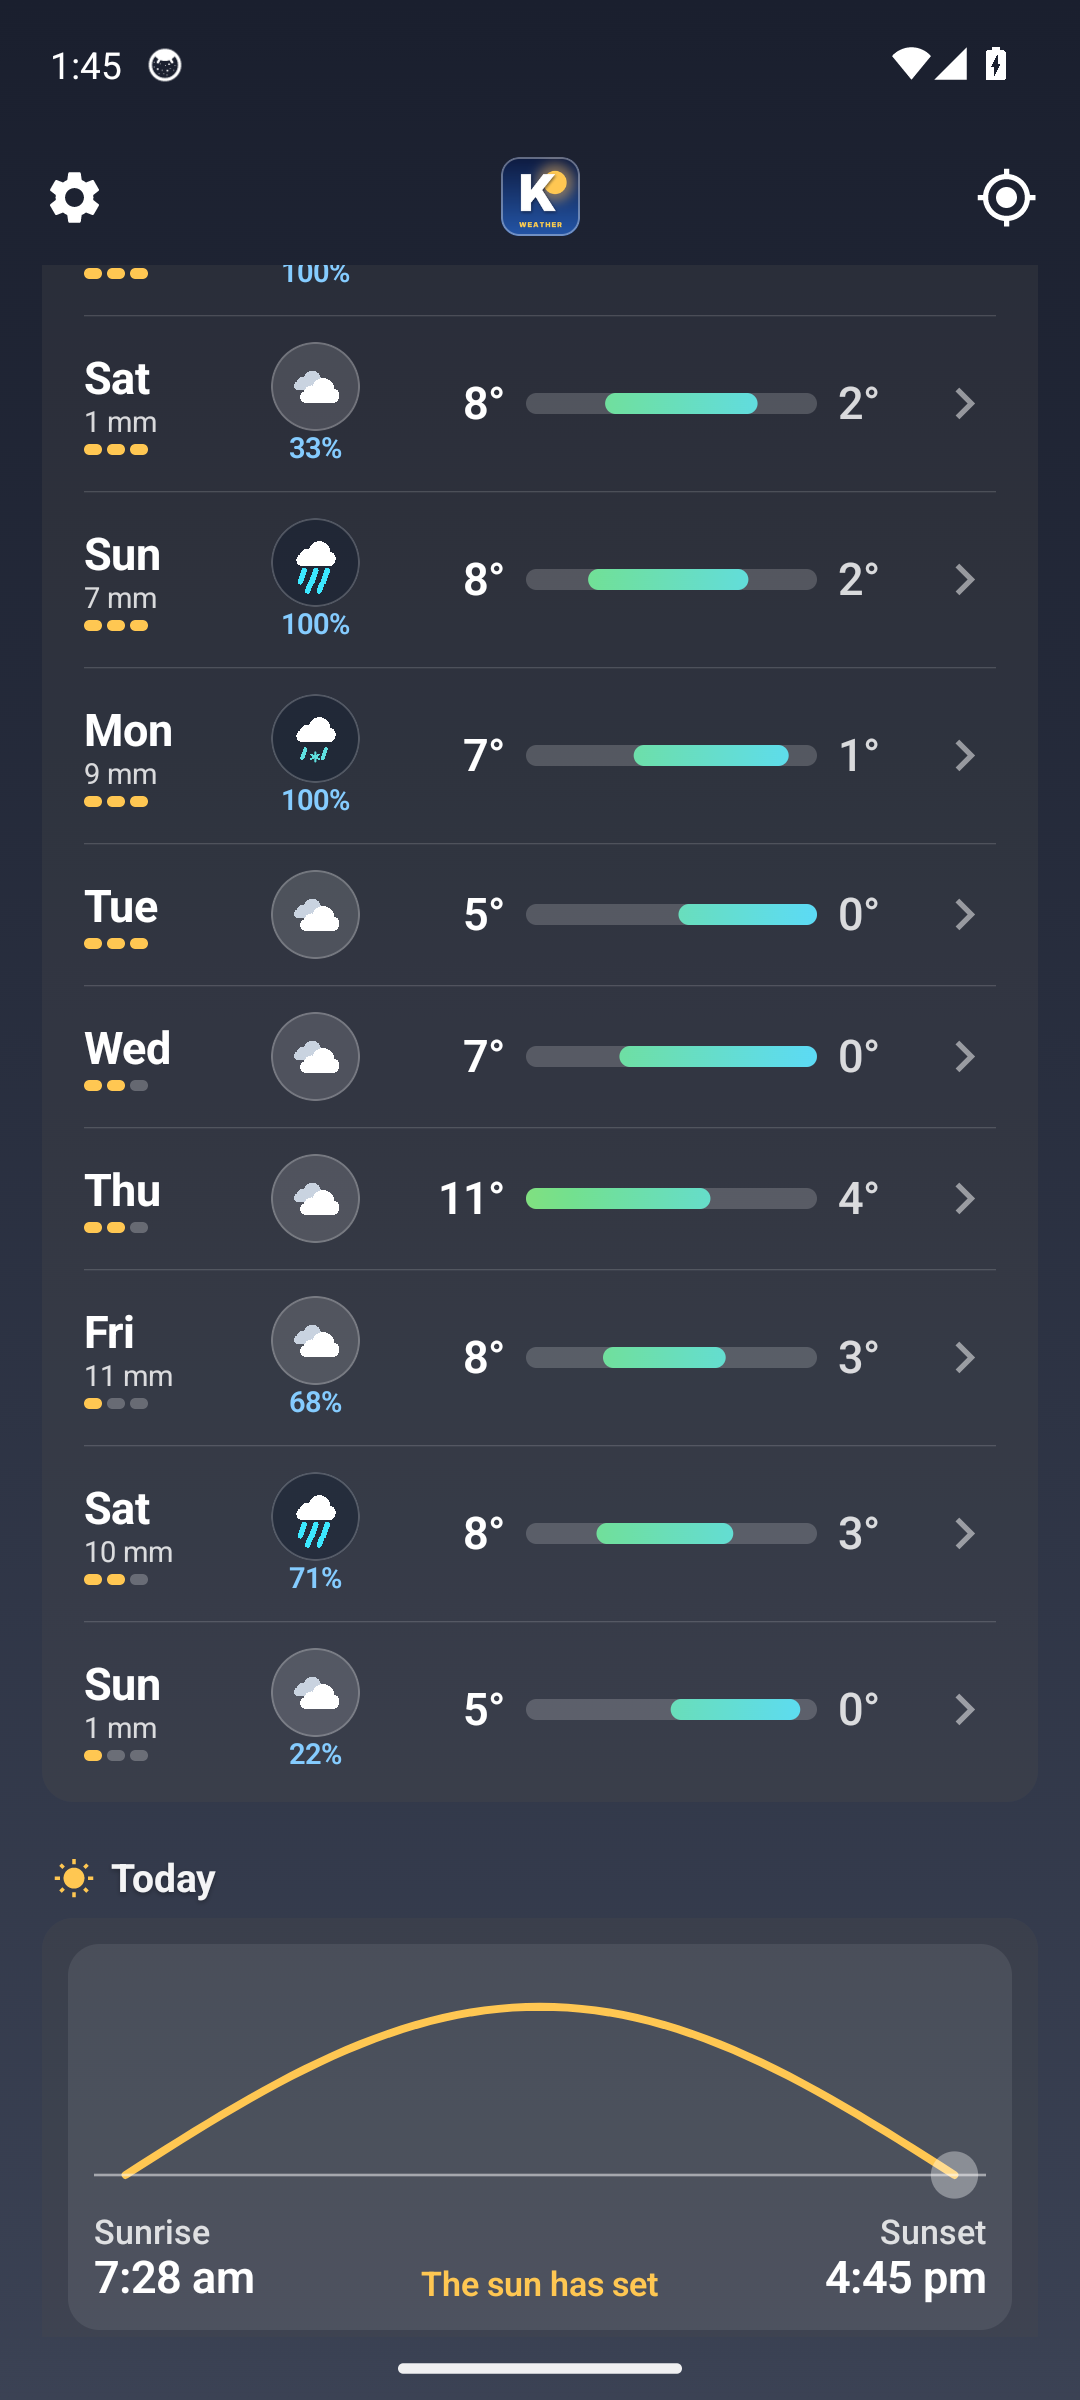 1:45
K
WEATHER
100%
Sat
1 mm
33%
8°
2°
Sun
7 mm
100%
8°
2°
Mon
9 mm
100%
7°
1°
Tue
5°
0°
Wed
7°
0°
Thu
11°
4°
Fri
11 mm
68%
8°
3°
Sat
10 mm
71%
8°
3°
Sun
1 mm
22%
5°
0°
Today
Sunrise
7:28 am
The sun has set
Sunset
4:45 pm